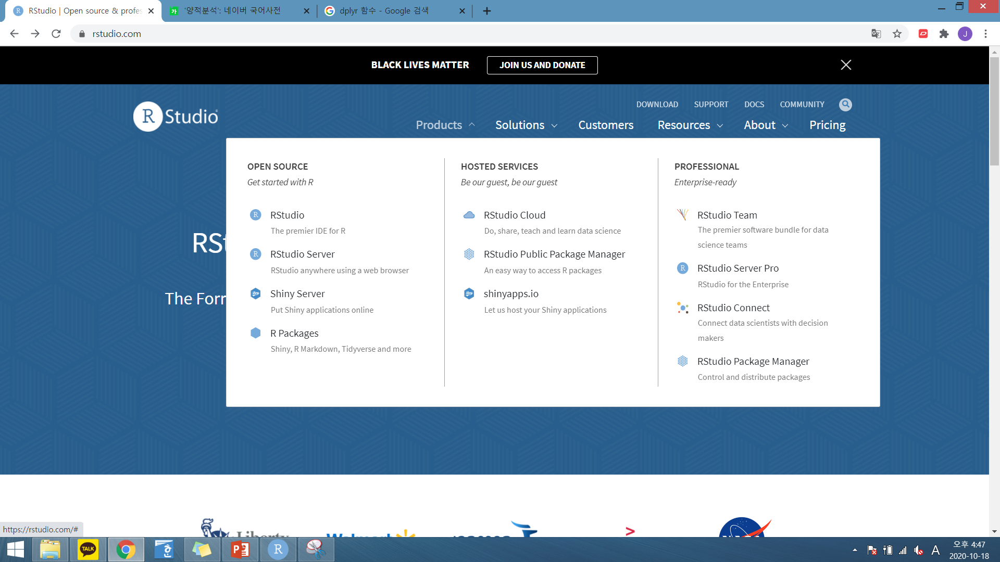 RStudio | Open source & profes
가 '양적분석': 네이버 국어사전
dplyr 함수 - Google 검색
rstudio.com
J
BLACK LIVES MATTER
JOIN US AND DONATE
DOWNLOAD SUPPORT DOCS COMMUNITY
R Studio
Products Solutions Customers Resources About Pricing
OPEN SOURCE
Get started with R
R RStudio
The premier IDE for R
R RStudio Server
RStudio anywhere using a web browser
Shiny Shiny Server
Put Shiny applications online
R Packages
Shiny, R Markdown, Tidyverse and more
HOSTED SERVICES
Be our guest, be our guest
RStudio Cloud
Do, share, teach and learn data science
RStudio Public Package Manager
An easy way to access R packages
Shiny shinyapps.io
Let us host your Shiny applications
PROFESSIONAL
Enterprise-ready
RStudio Team
The premier software bundle for data
science teams
R RStudio Server Pro
RStudio for the Enterprise
RStudio Connect
Connect data scientists with decision
makers
RStudio Package Manager
Control and distribute packages
RSt
The Forr
Liberty
Walmart
NASA
https://rstudio.com/#
TALK
P
R
A
오후 4:47
2020-10-18